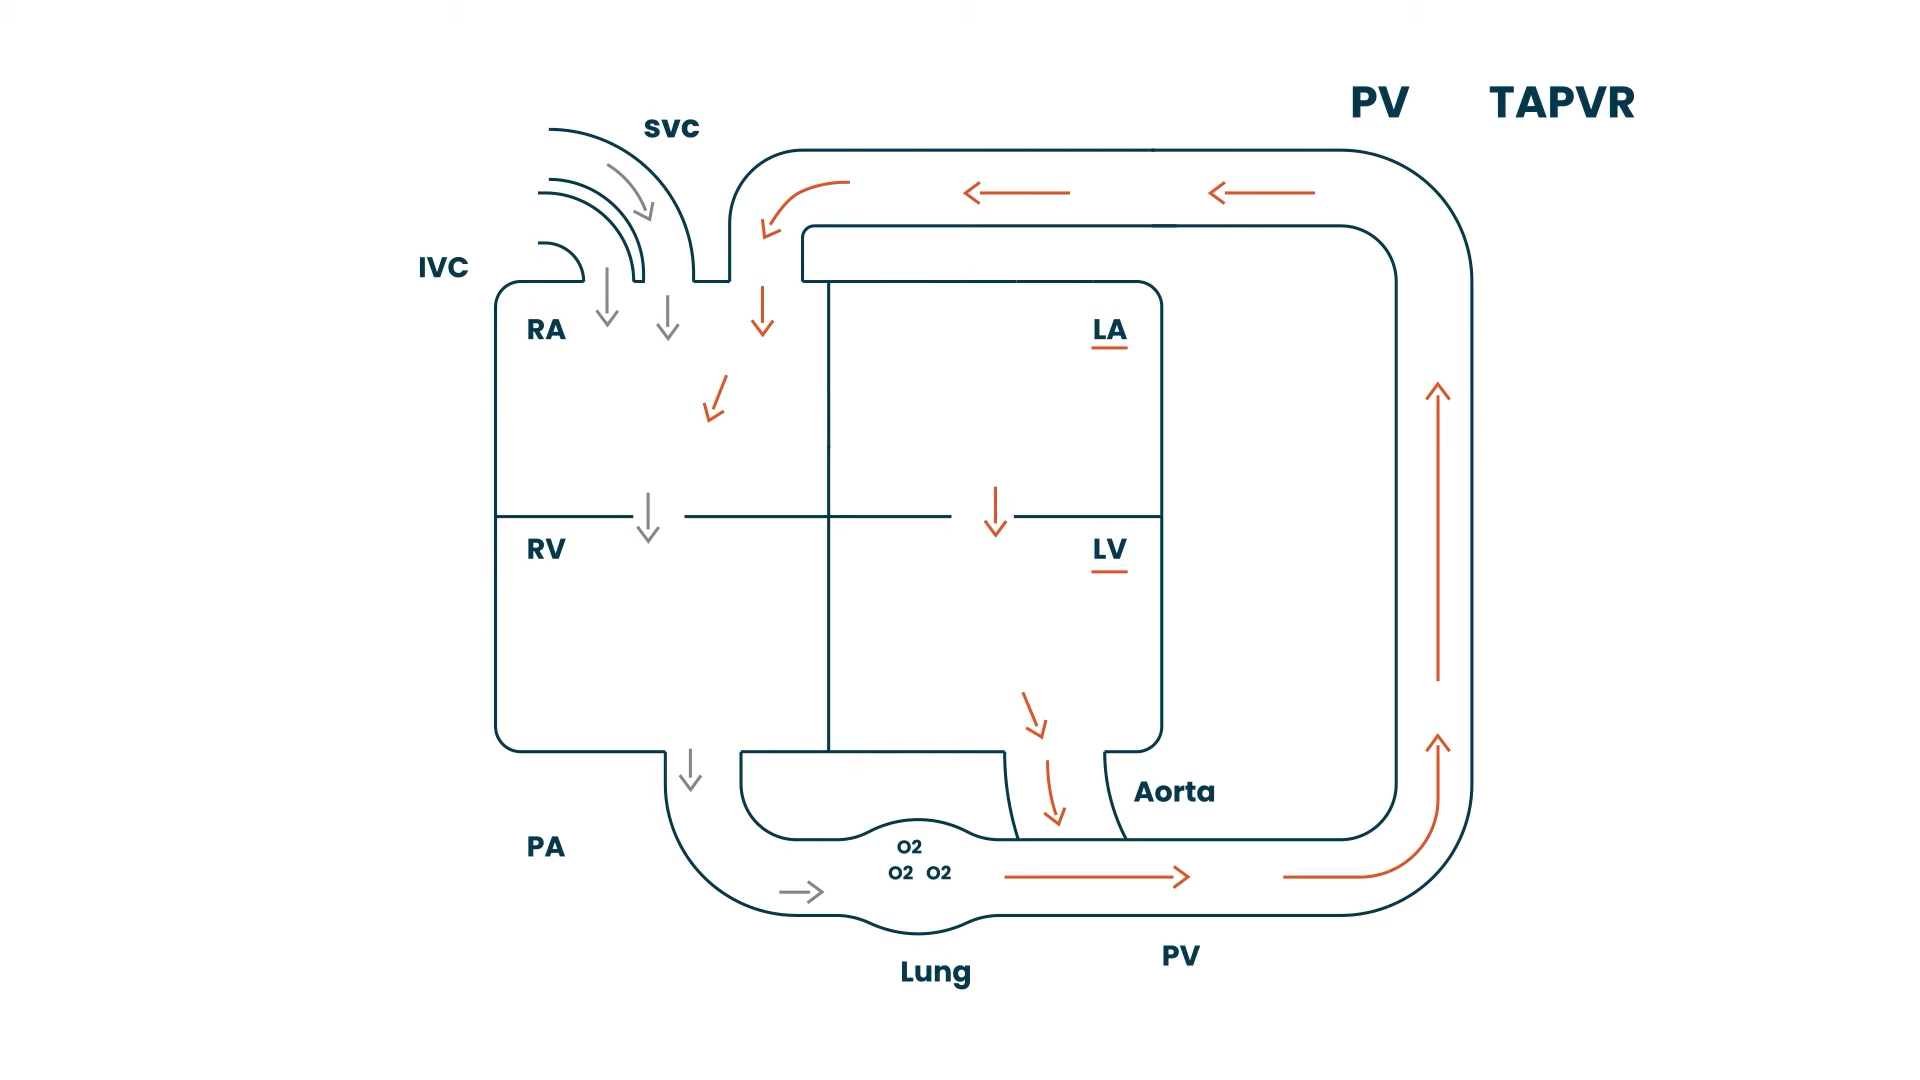 PV TAPVR
svc
IVC
RA LA
RV LV
Aorta
PA
O2
O2 O2
PV
Lung